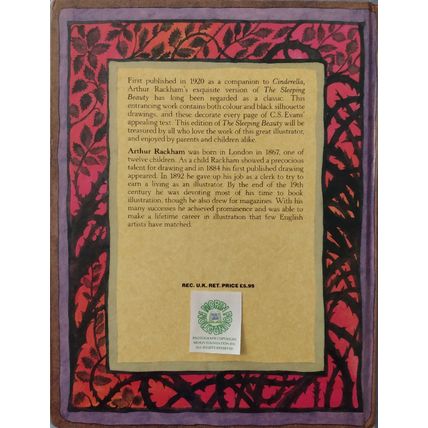 First published in 1920 as a companion to Cinderella,
Arthur Rackham's exquisite version of The Sleeping
Beauty has long been regarded as a classic. This
entrancing work contains both colour and black silhouette
drawings, and these decorate every page of C.S. Evans'
appealing text. This edition of The Sleeping Beauty will be
treasured by all who love the work of this great illustrator,
and enjoyed by parents and children alike.
Arthur Rackham was born in London in 1867, one of
twelve children. As a child Rackham showed a precocious
talent for drawing and in 1884 his first published drawing
appeared. In 1892 he gave up his job as a clerk to try to
earn a living as an illustrator. By the end of the 19th
century he was devoting most of his time to book
illustration, though he also drew for magazines. With his
many successes he achieved prominence and was able to
make a lifetime career in illustration that few English
artists have matched.
REC. U.K. RET. PRICE £5.99
PHOTOGRAPH COPYRIGHT
ALL RIGHTS RESERVED